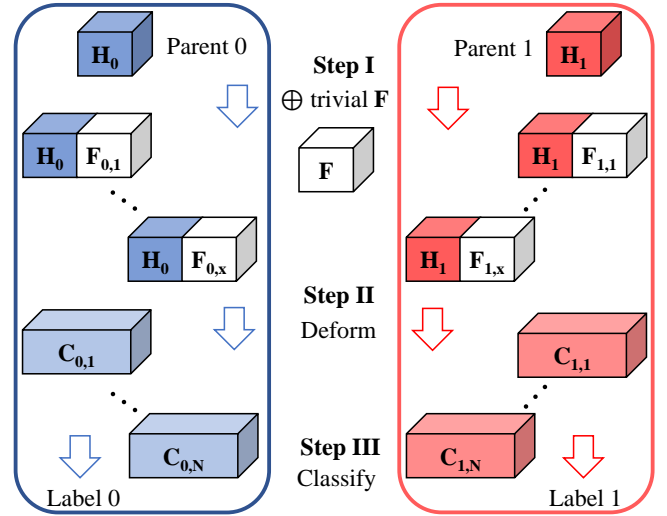 H₀ Parent 0
Step I
⊕ trivial F
F
Parent 1 H₁
H₀ F₀,₁
H₀ F₀,ₓ
H₁ F₁,₁
H₁ F₁,ₓ
Step II
Deform
C₀,₁
C₀,N
C₁,₁
C₁,N
Step III
Classify
Label 0
Label 1